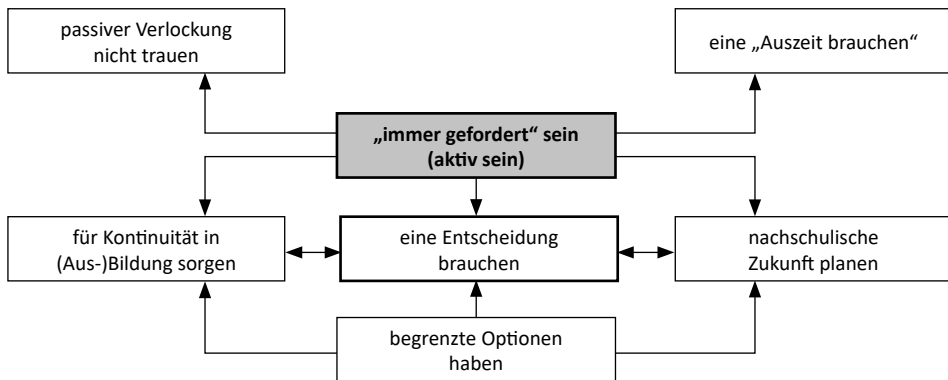 passiver Verlockung
nicht trauen
eine „Auszeit brauchen“
„immer gefordert“ sein
(aktiv sein)
für Kontinuität in
(Aus-)Bildung sorgen
eine Entscheidung
brauchen
nachschulische
Zukunft planen
begrenzte Optionen
haben